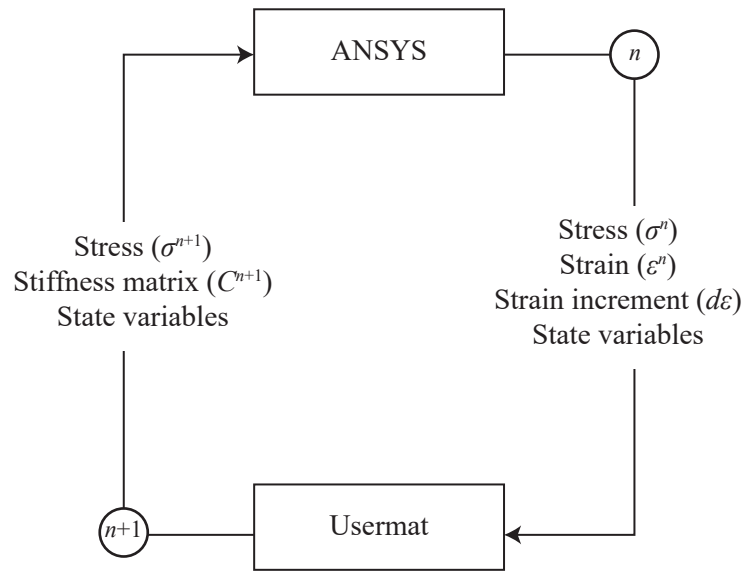 ANSYS
n
Stress (σⁿ)
Strain (εⁿ)
Strain increment (dε)
State variables
Usermat
n+1
Stress (σⁿ⁺¹)
Stiffness matrix (Cⁿ⁺¹)
State variables